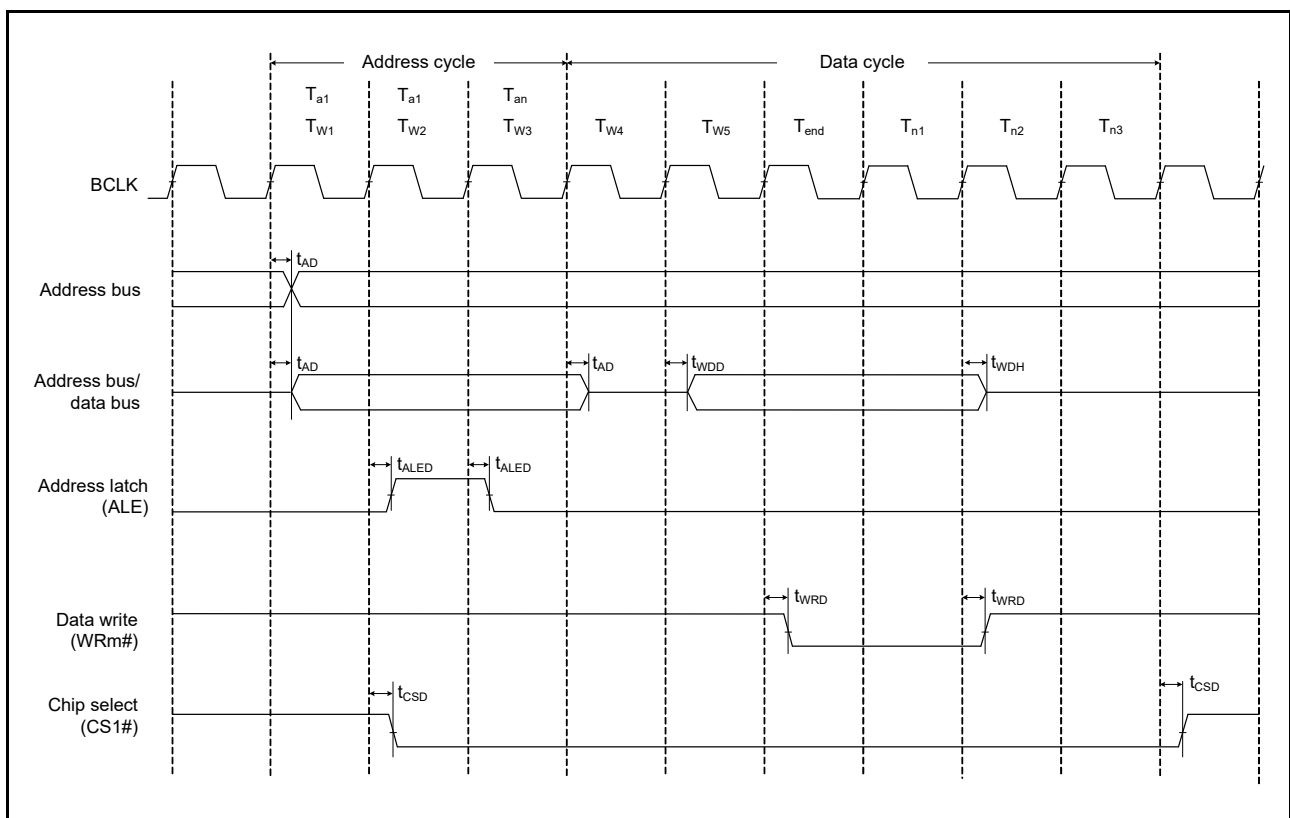 Address cycle Data cycle
Ta1 Ta1 Tan
TW1 TW2 TW3 TW4 TW5 Tend Tn1 Tn2 Tn3
BCLK
tAD
Address bus
tAD tAD tWDD tWDH
Address bus/
data bus
tALED tALED
Address latch
(ALE)
tWRD tWRD
Data write
(WRm#)
tCSD tCSD
Chip select
(CS1#)